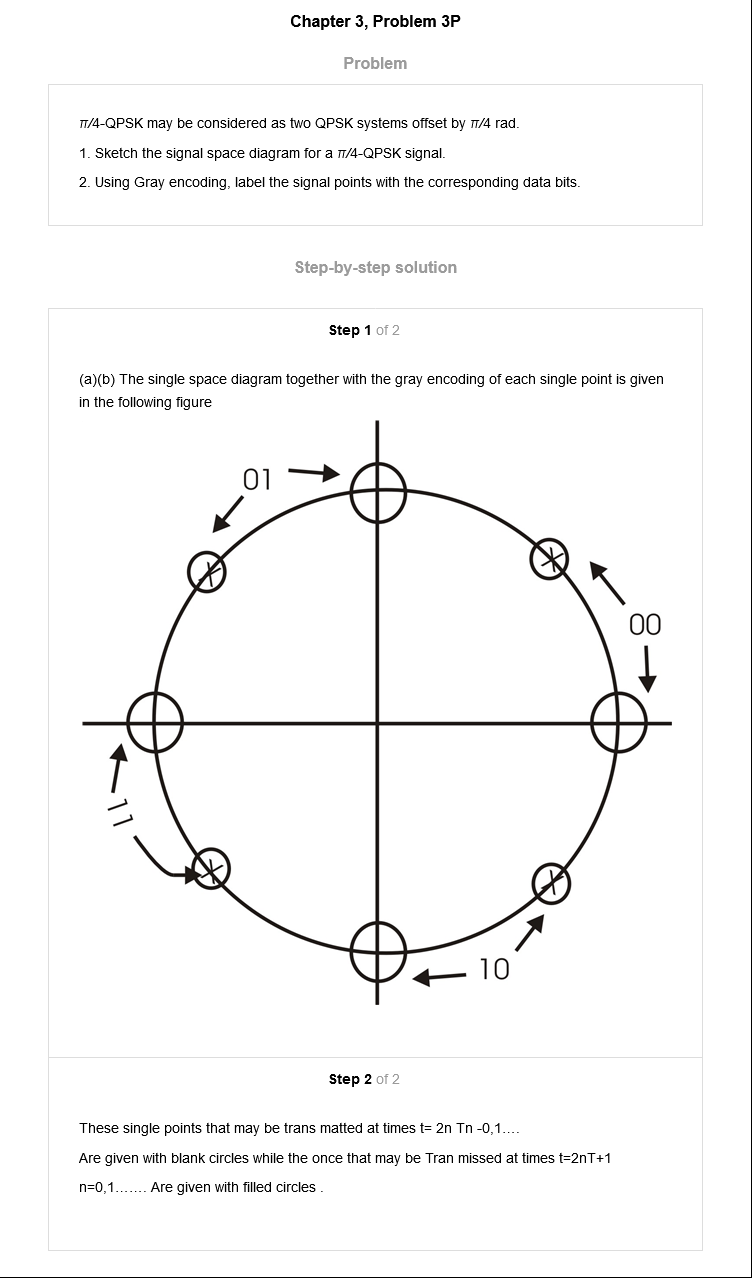 Chapter 3, Problem 3P
Problem
π/4-QPSK may be considered as two QPSK systems offset by π/4 rad.
1. Sketch the signal space diagram for a π/4-QPSK signal.
2. Using Gray encoding, label the signal points with the corresponding data bits.
Step-by-step solution
Step 1 of 2
(a)(b) The single space diagram together with the gray encoding of each single point is given
in the following figure
01
00
11
10
Step 2 of 2
These single points that may be trans matted at times t= 2n Tn -0,1….
Are given with blank circles while the once that may be Tran missed at times t=2nT+1
n=0,1……. Are given with filled circles .